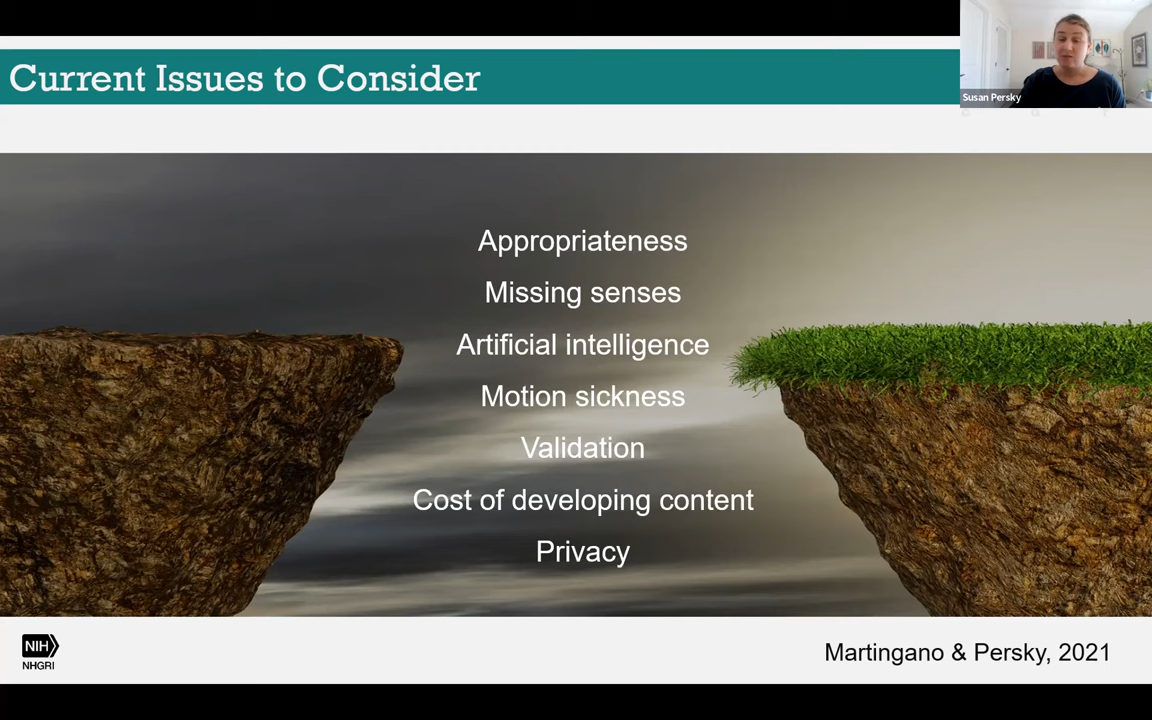 Current Issues to Consider
Susan Persky
Appropriateness
Missing senses
Artificial intelligence
Motion sickness
Validation
Cost of developing content
Privacy
NIH
NHGRI
Martingano & Persky, 2021